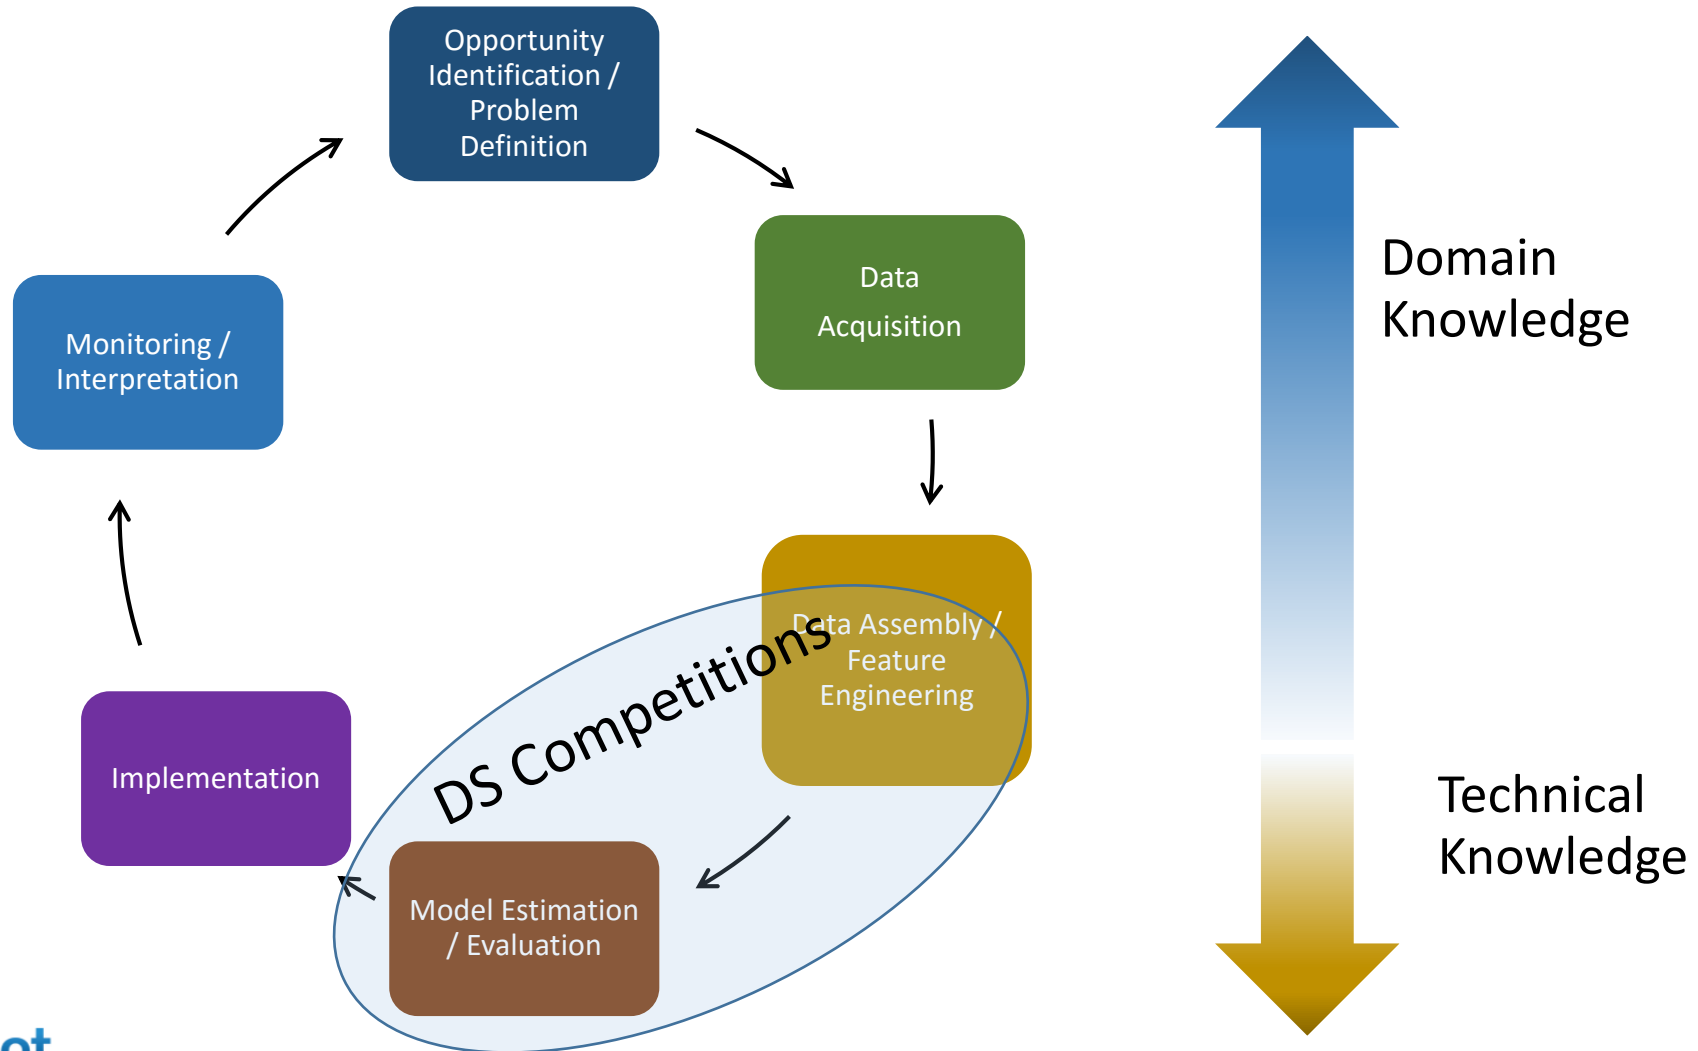 Opportunity
Identification /
Problem
Definition
Data
Acquisition
Domain
Knowledge
Monitoring /
Interpretation
Data Assembly /
Feature
Engineering
DS Competitions
Implementation
Technical
Knowledge
Model Estimation
/ Evaluation